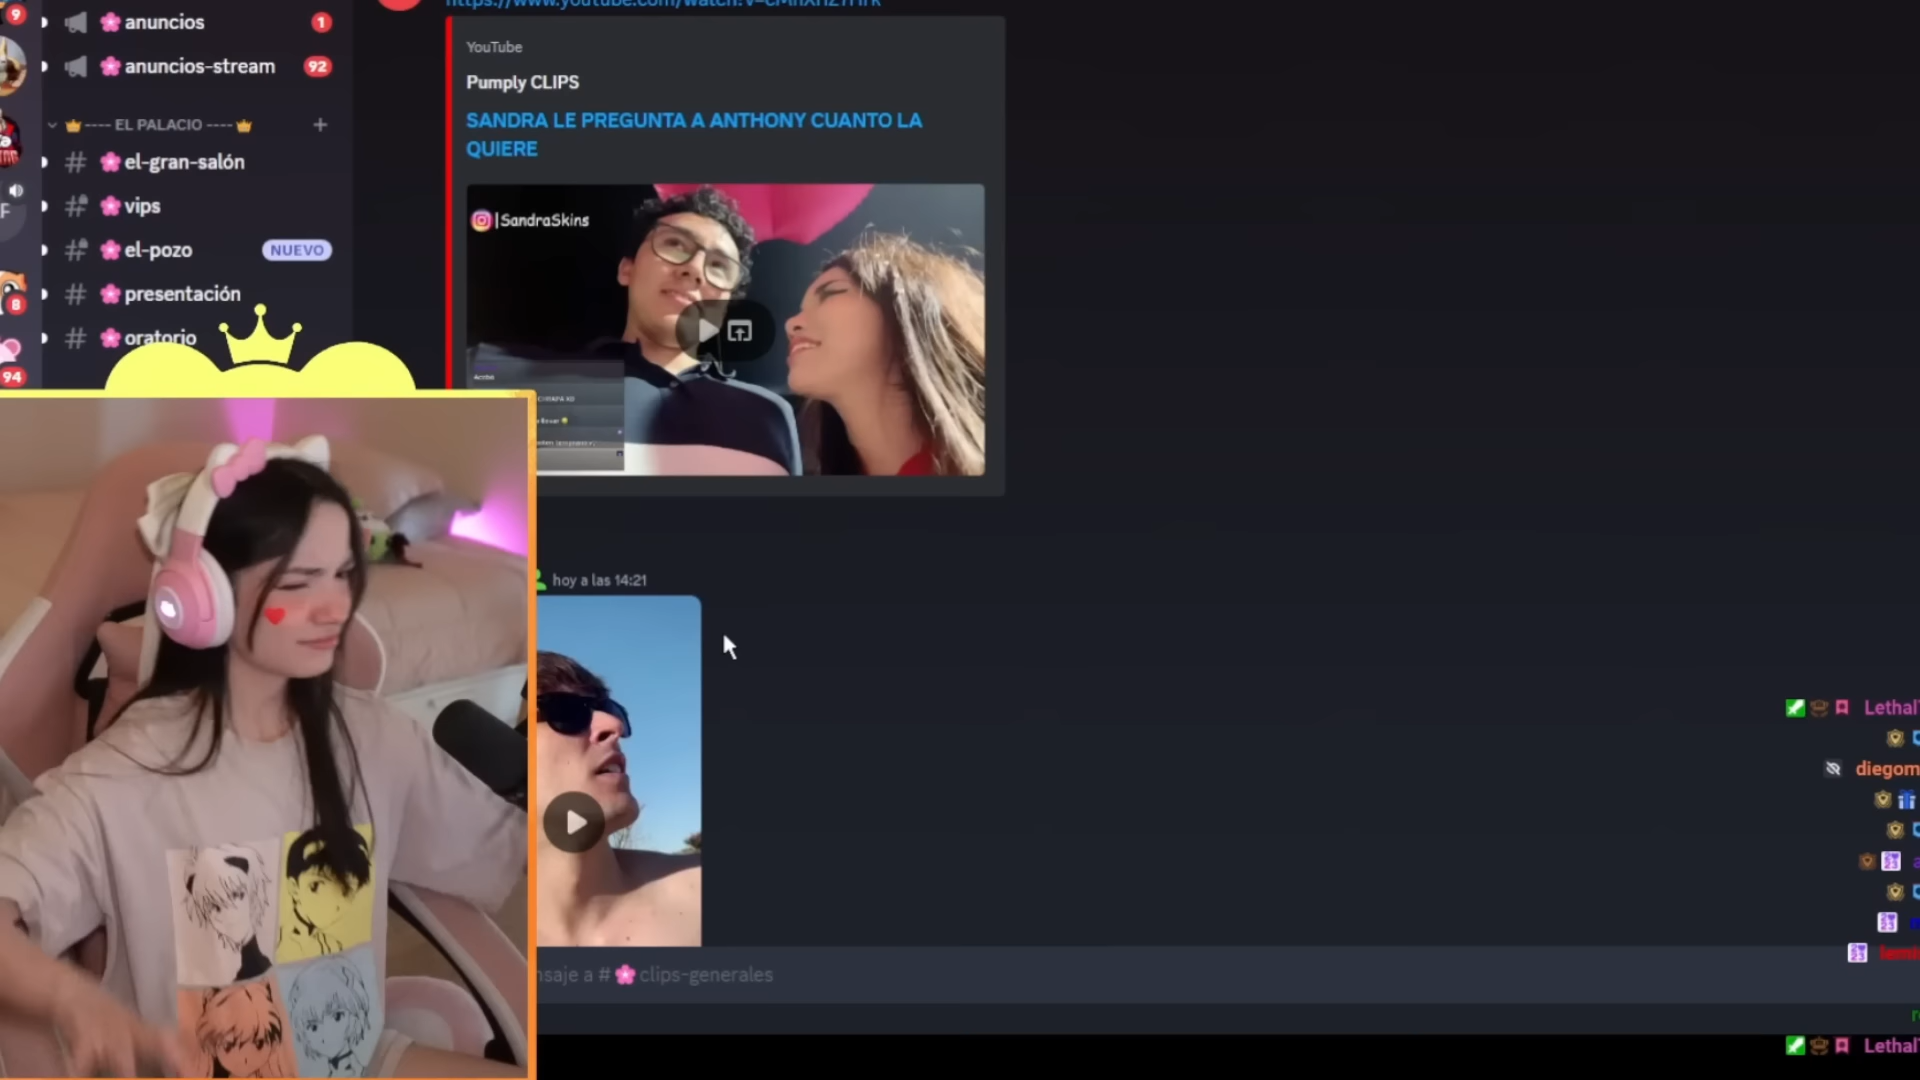 9
anuncios
1
anuncios-stream
92
---- EL PALACIO ----
el-gran-salón
vips
el-pozo
NUEVO
presentación
8
oratorio
94
YouTube
Pumply CLIPS
SANDRA LE PREGUNTA A ANTHONY CUANTO LA
QUIERE
|SandraSkins
hoy a las 14:21
nsaje a #clips-generales
Lethal
diegom
Lethal